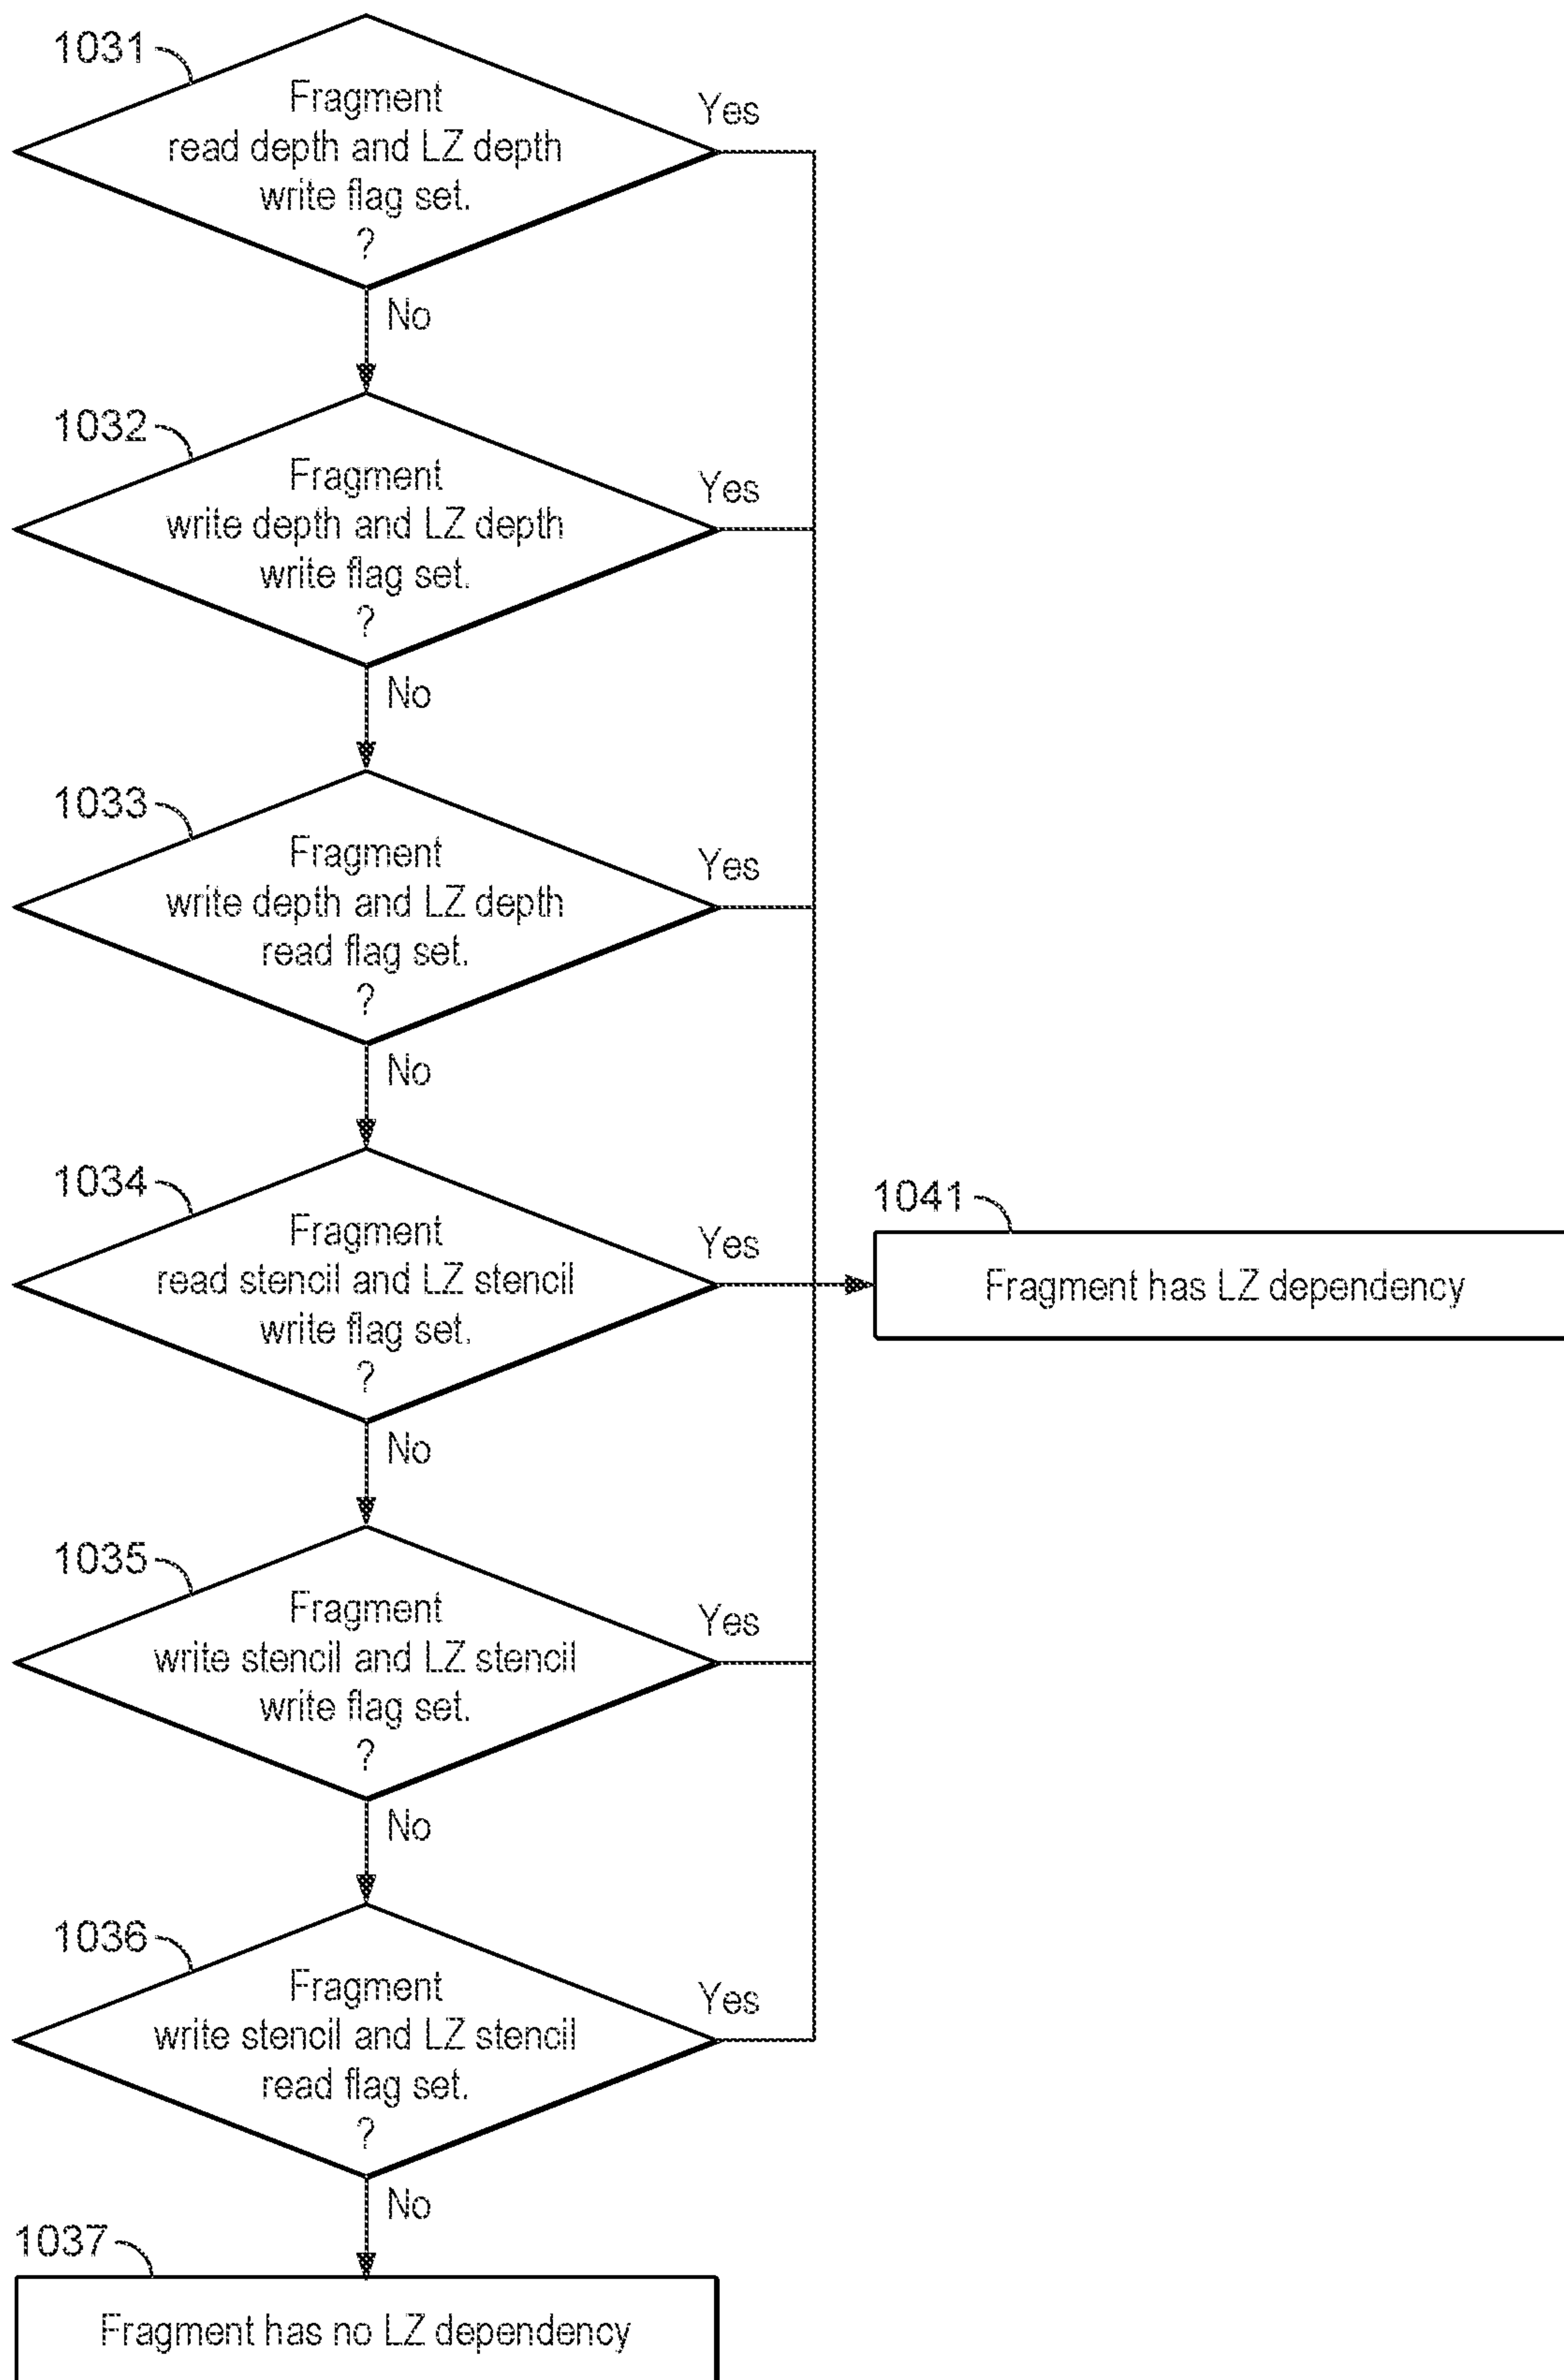 1031
Fragment
read depth and LZ depth
write flag set.
?
Yes
No
1032
Fragment
write depth and LZ depth
write flag set.
?
Yes
No
1033
Fragment
write depth and LZ depth
read flag set.
?
Yes
No
1034
Fragment
read stencil and LZ stencil
write flag set.
?
Yes
1041
Fragment has LZ dependency
No
1035
Fragment
write stencil and LZ stencil
write flag set.
?
Yes
No
1036
Fragment
write stencil and LZ stencil
read flag set.
?
Yes
No
1037
Fragment has no LZ dependency